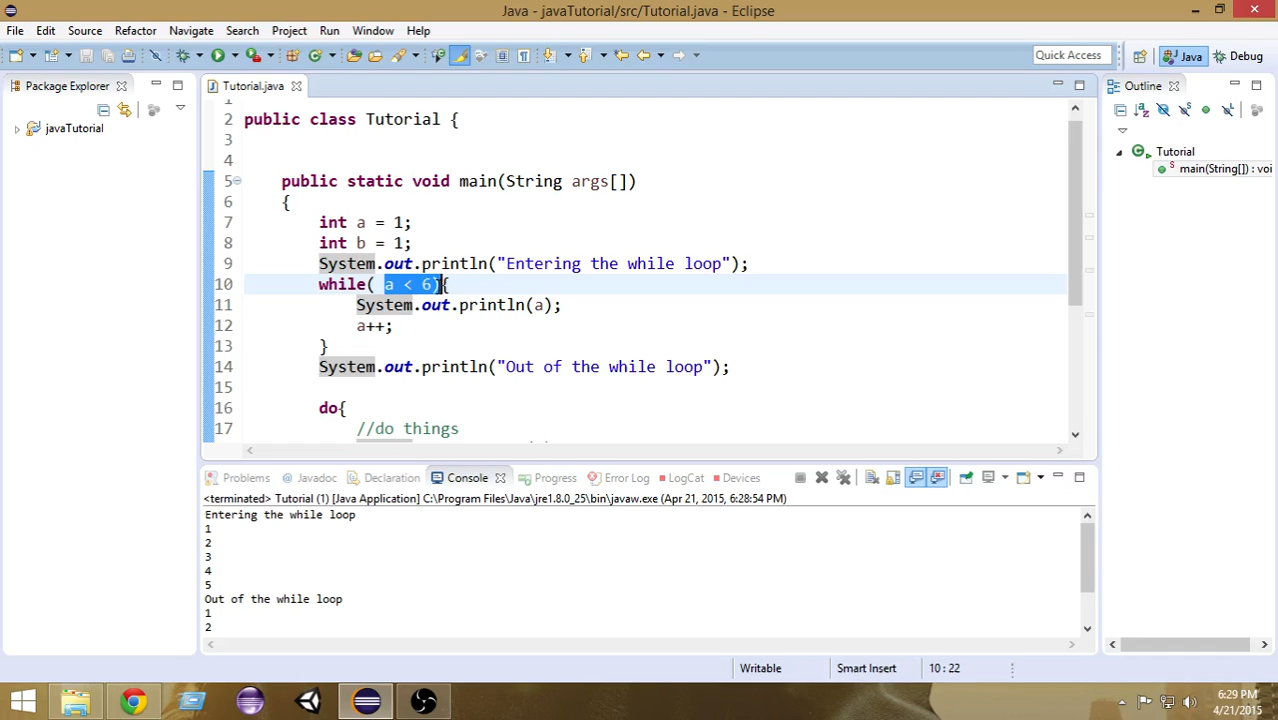 Java - javaTutorial/src/Tutorial.java - Eclipse
File Edit Source Refactor Navigate Search Project Run Window Help
Quick Access
Java
Debug
Package Explorer
javaTutorial
Tutorial.java
1
2 public class Tutorial {
3
4
5 public static void main(String args[])
6 {
7 int a = 1;
8 int b = 1;
9 System.out.println("Entering the while loop");
10 while( a < 6){
11 System.out.println(a);
12 a++;
13 }
14 System.out.println("Out of the while loop");
15
16 do{
17 //do things
Outline
Tutorial
main(String[]) : voi
Problems Javadoc Declaration Console Progress Error Log LogCat Devices
<terminated> Tutorial (1) [Java Application] C:\Program Files\Java\jre1.8.0_25\bin\javaw.exe (Apr 21, 2015, 6:28:54 PM)
Entering the while loop
1
2
3
4
5
Out of the while loop
1
2
Writable
Smart Insert
10 : 22
6:29 PM
4/21/2015